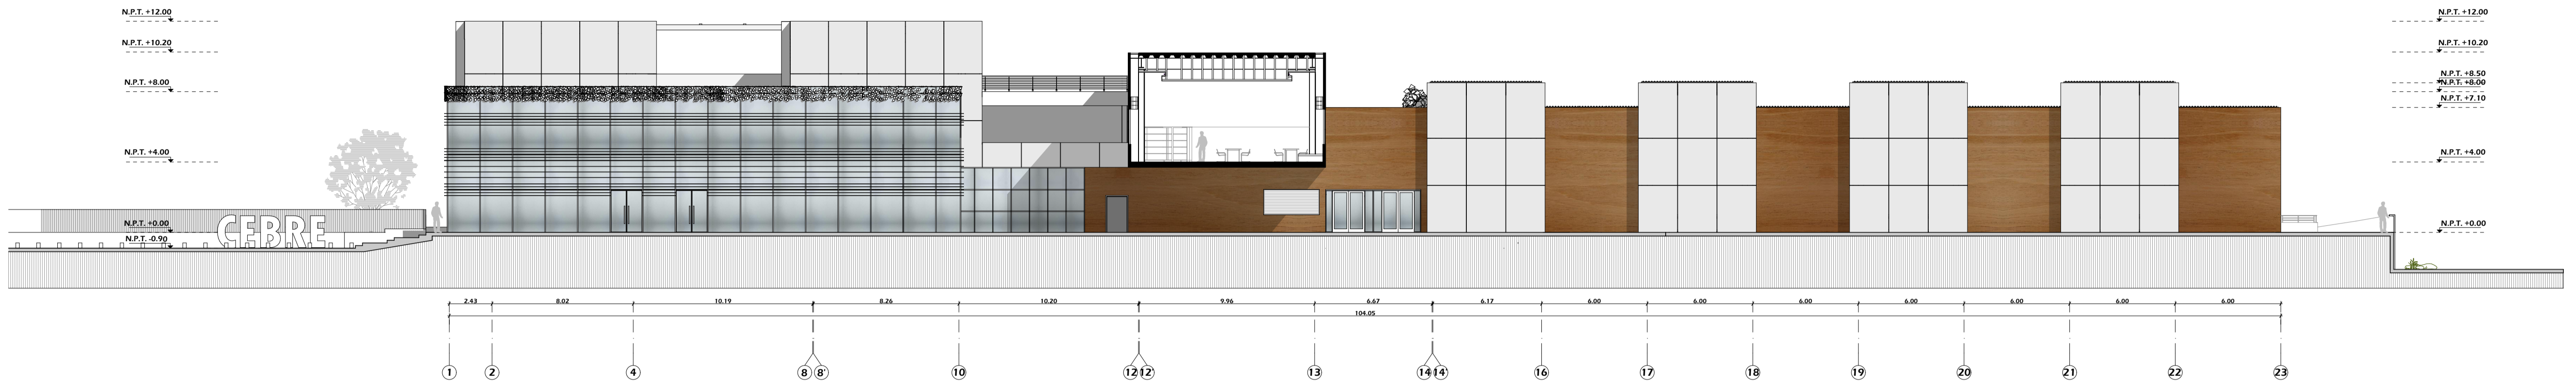 N.P.T. +12.00
N.P.T. +10.20
N.P.T. +8.00
N.P.T. +4.00
N.P.T. +0.00
N.P.T. -0.90
CEBRE
N.P.T. +12.00
N.P.T. +10.20
N.P.T. +8.50
N.P.T. +8.00
N.P.T. +7.10
N.P.T. +4.00
N.P.T. +0.00
2.43 8.02 10.19 8.26 10.20 9.96 6.67 6.17 6.00 6.00 6.00 6.00 6.00 6.00 6.00
104.05
1 2 4 8 8' 10 12 12' 13 14 14' 16 17 18 19 20 21 22 23